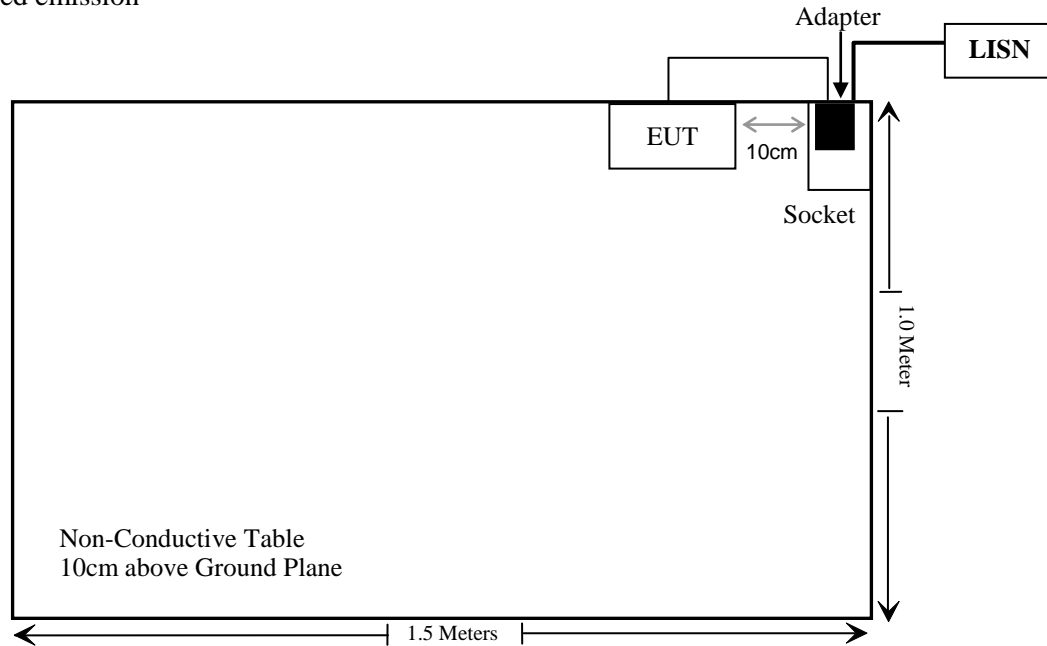 emission
Adapter
LISN
EUT
10cm
Socket
1.0 Meter
Non-Conductive Table
10cm above Ground Plane
1.5 Meters